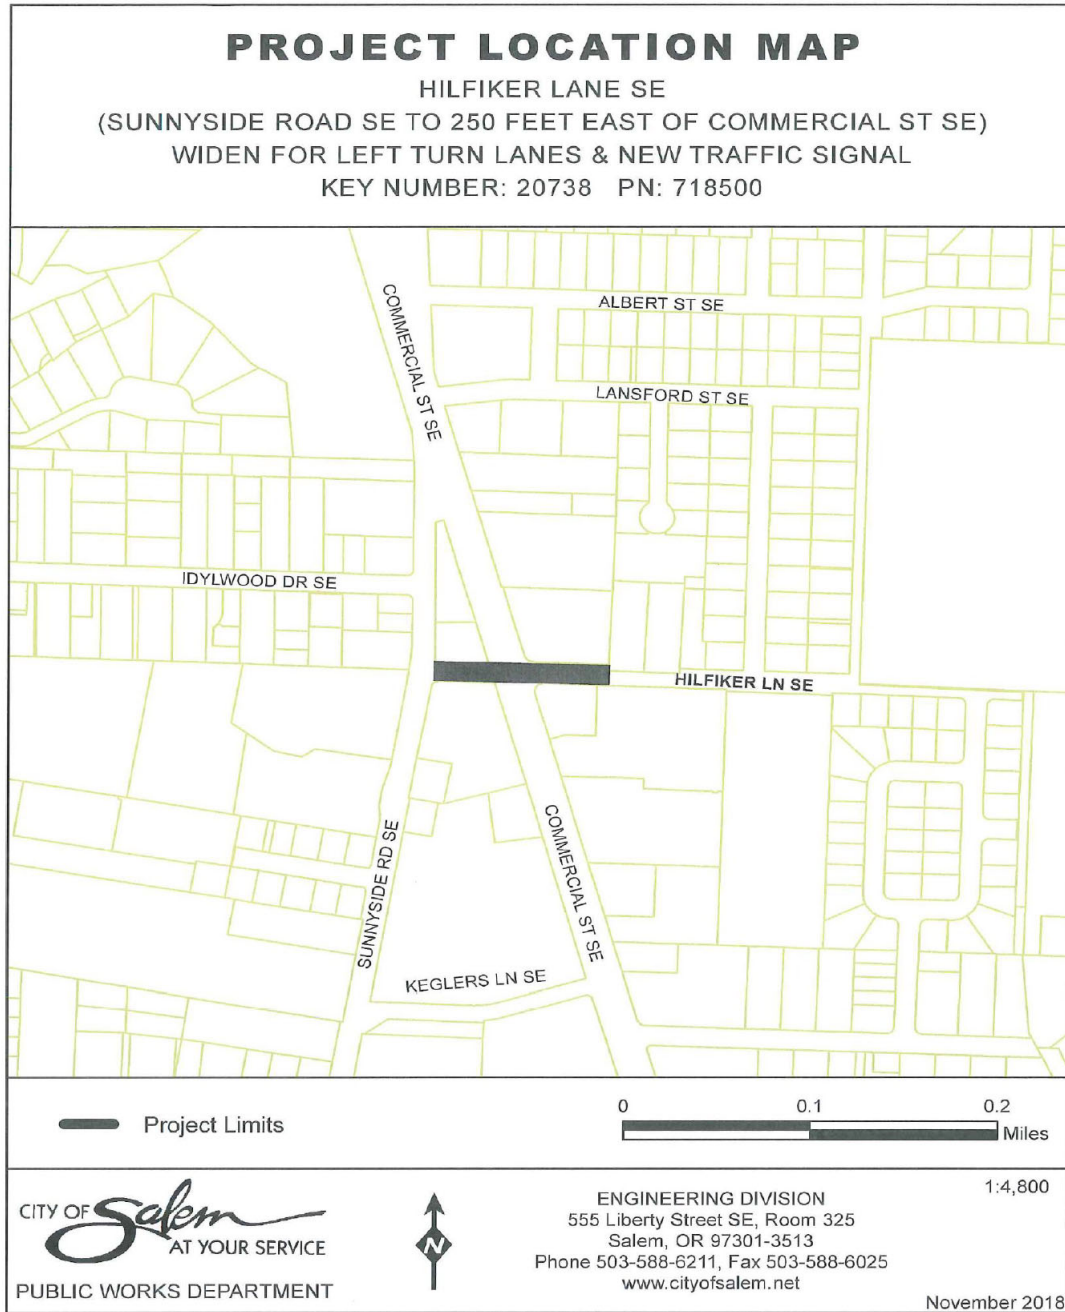 PROJECT LOCATION MAP
HILFIKER LANE SE
(SUNNYSIDE ROAD SE TO 250 FEET EAST OF COMMERCIAL ST SE)
WIDEN FOR LEFT TURN LANES & NEW TRAFFIC SIGNAL
KEY NUMBER: 20738 PN: 718500
COMMERCIAL ST SE
ALBERT ST SE
LANSFORD ST SE
IDYLWOOD DR SE
HILFIKER LN SE
SUNNYSIDE RD SE
COMMERCIAL ST SE
KEGLERS LN SE
Project Limits
0 0.1 0.2
Miles
CITY OF Salem
AT YOUR SERVICE
PUBLIC WORKS DEPARTMENT
N
ENGINEERING DIVISION
555 Liberty Street SE, Room 325
Salem, OR 97301-3513
Phone 503-588-6211, Fax 503-588-6025
www.cityofsalem.net
1:4,800
November 2018